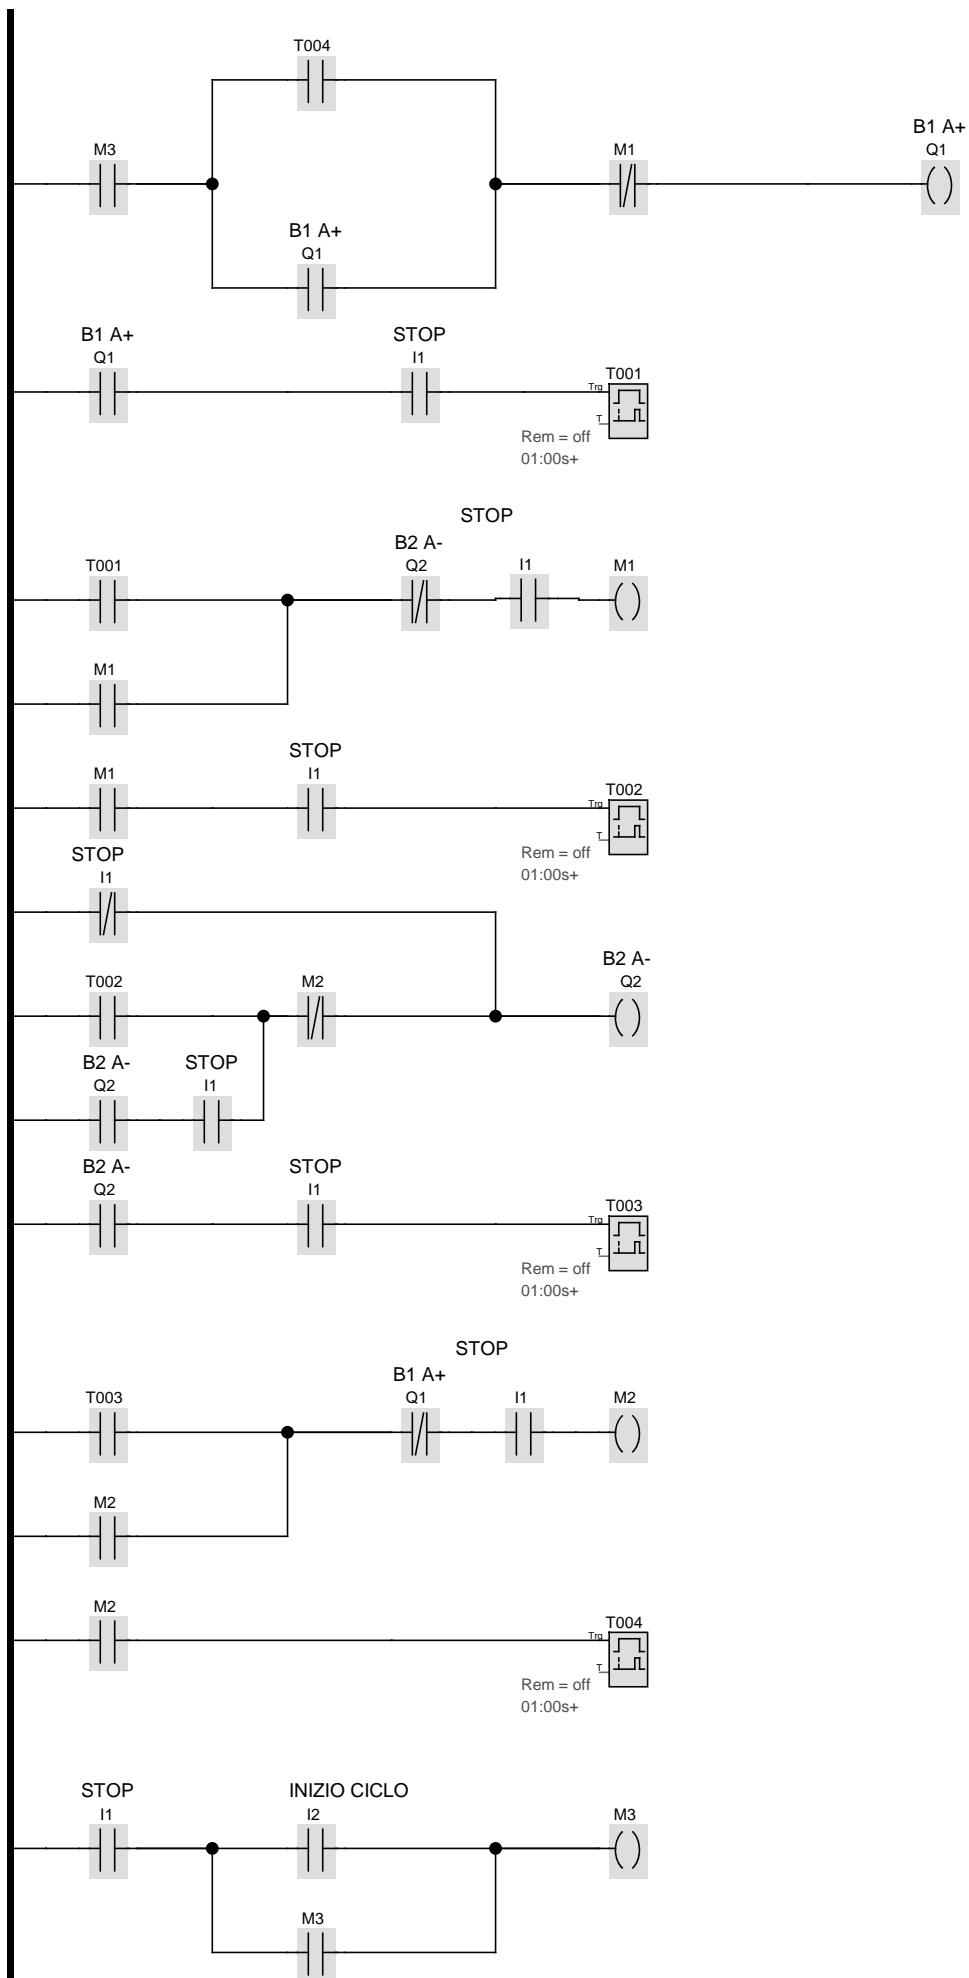 T004
B1 A+
M3 M1 Q1
B1 A+
Q1
B1 A+ STOP
Q1 I1
T001
Trg
T
Rem = off
01:00s+
STOP
B2 A-
T001 Q2 I1 M1
M1
STOP
M1 I1
T002
Trg
T
Rem = off
01:00s+
STOP
I1
B2 A-
T002 M2 Q2
B2 A- STOP
Q2 I1
B2 A- STOP
Q2 I1
T003
Trg
T
Rem = off
01:00s+
STOP
B1 A+
T003 Q1 I1 M2
M2
M2
T004
Trg
T
Rem = off
01:00s+
STOP INIZIO CICLO
I1 I2 M3
M3